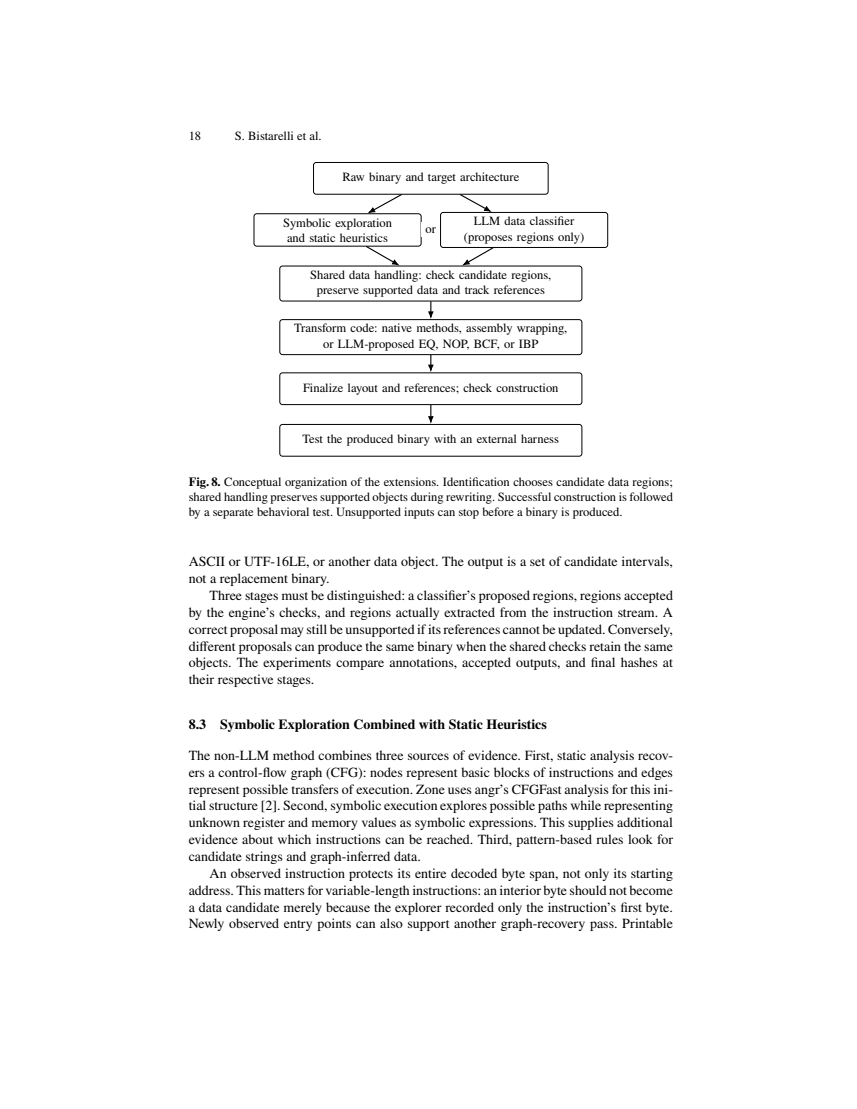 18 S. Bistarelli et al.
Raw binary and target architecture
Symbolic exploration
and static heuristics
or
LLM data classifier
(proposes regions only)
Shared data handling: check candidate regions,
preserve supported data and track references
Transform code: native methods, assembly wrapping,
or LLM-proposed EQ, NOP, BCF, or IBP
Finalize layout and references; check construction
Test the produced binary with an external harness
Fig. 8. Conceptual organization of the extensions. Identification chooses candidate data regions;
shared handling preserves supported objects during rewriting. Successful construction is followed
by a separate behavioral test. Unsupported inputs can stop before a binary is produced.
ASCII or UTF-16LE, or another data object. The output is a set of candidate intervals,
not a replacement binary.
Three stages must be distinguished: a classifier's proposed regions, regions accepted
by the engine's checks, and regions actually extracted from the instruction stream. A
correct proposal may still be unsupported if its references cannot be updated. Conversely,
different proposals can produce the same binary when the shared checks retain the same
objects. The experiments compare annotations, accepted outputs, and final hashes at
their respective stages.
8.3 Symbolic Exploration Combined with Static Heuristics
The non-LLM method combines three sources of evidence. First, static analysis recov-
ers a control-flow graph (CFG): nodes represent basic blocks of instructions and edges
represent possible transfers of execution. Zone uses angr's CFGFast analysis for this ini-
tial structure [2]. Second, symbolic execution explores possible paths while representing
unknown register and memory values as symbolic expressions. This supplies additional
evidence about which instructions can be reached. Third, pattern-based rules look for
candidate strings and graph-inferred data.
An observed instruction protects its entire decoded byte span, not only its starting
address. This matters for variable-length instructions: an interior byte should not become
a data candidate merely because the explorer recorded only the instruction's first byte.
Newly observed entry points can also support another graph-recovery pass. Printable